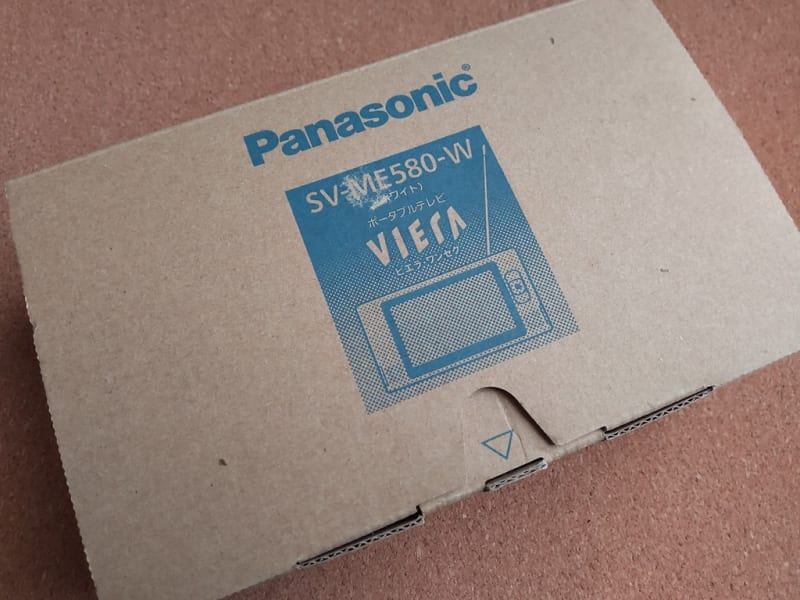 Panasonic®
SV-ME580-W
(ホワイト)
ポータブルテレビ
VIERA
ビエラ・ワンセグ